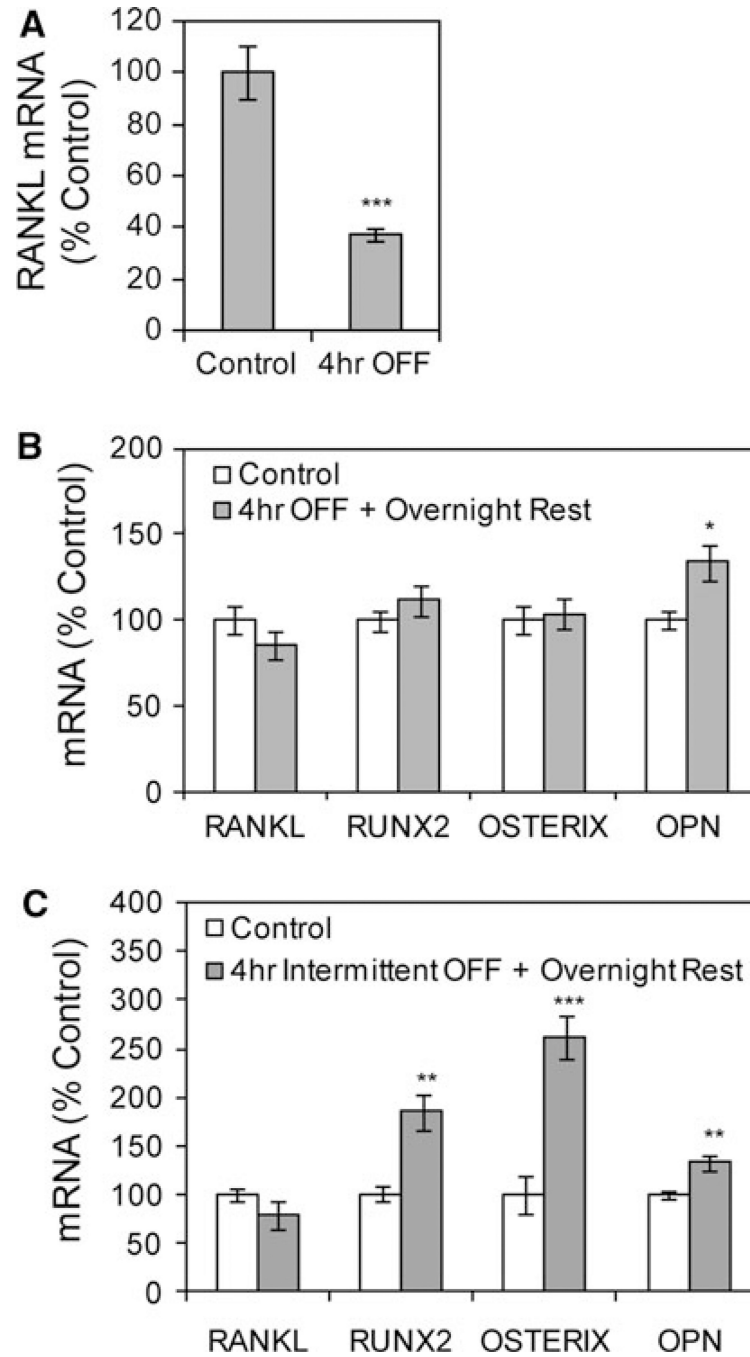 A
RANKL mRNA
(% Control)
120
100
80
60
40
20
0
***
Control 4hr OFF
B
mRNA (% Control)
200
150
100
50
0
Control
4hr OFF + Overnight Rest
*
RANKL RUNX2 OSTERIX OPN
C
mRNA (% Control)
400
350
300
250
200
150
100
50
0
Control
4hr Intermittent OFF + Overnight Rest
**
***
**
RANKL RUNX2 OSTERIX OPN